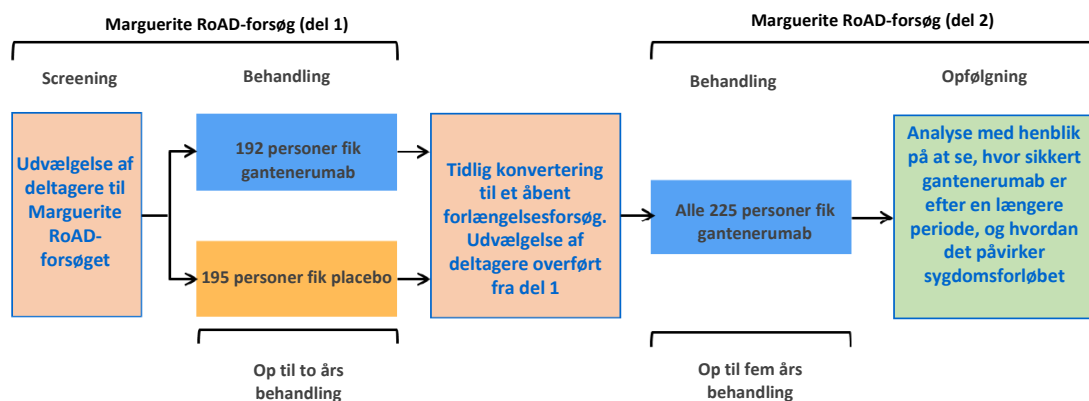 Marguerite RoAD-forsøg (del 1)
Marguerite RoAD-forsøg (del 2)
Screening
Behandling
Behandling
Opfølgning
Udvælgelse af
deltagere til
Marguerite
RoAD-
forsøget
192 personer fik
gantenerumab
195 personer fik placebo
Tidlig konvertering
til et åbent
forlængelsesforsøg.
Udvælgelse af
deltagere overført
fra del 1
Alle 225 personer fik
gantenerumab
Analyse med henblik
på at se, hvor sikkert
gantenerumab er
efter en længere
periode, og hvordan
det påvirker
sygdomsforløbet
Op til to års
behandling
Op til fem års
behandling